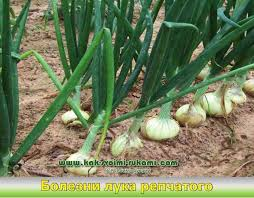 www.kak-svoimi-rukami.com
Болезни лука репчатого